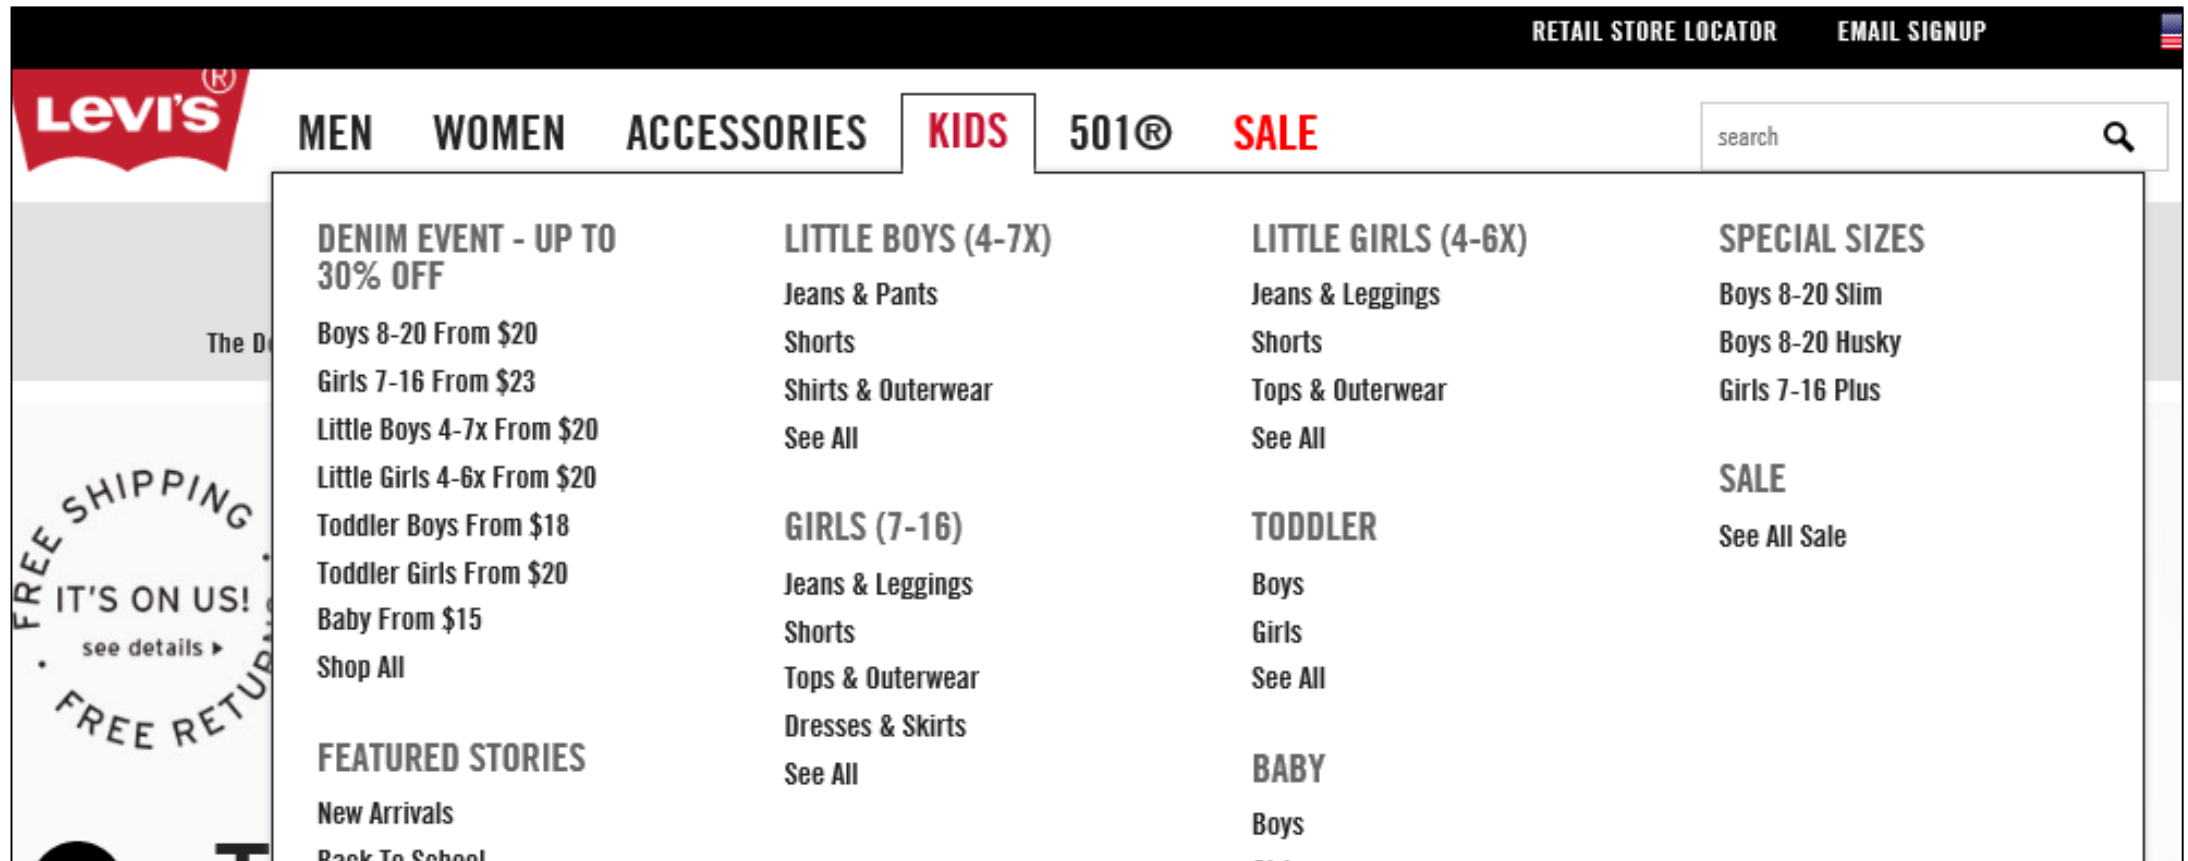 RETAIL STORE LOCATOR EMAIL SIGNUP
LEVI'S ®
MEN WOMEN ACCESSORIES KIDS 501® SALE
search
DENIM EVENT - UP TO
30% OFF
Boys 8-20 From $20
Girls 7-16 From $23
Little Boys 4-7x From $20
Little Girls 4-6x From $20
Toddler Boys From $18
Toddler Girls From $20
Baby From $15
Shop All
FEATURED STORIES
New Arrivals
Back To School
LITTLE BOYS (4-7X)
Jeans & Pants
Shorts
Shirts & Outerwear
See All
GIRLS (7-16)
Jeans & Leggings
Shorts
Tops & Outerwear
Dresses & Skirts
See All
LITTLE GIRLS (4-6X)
Jeans & Leggings
Shorts
Tops & Outerwear
See All
TODDLER
Boys
Girls
See All
BABY
Boys
SPECIAL SIZES
Boys 8-20 Slim
Boys 8-20 Husky
Girls 7-16 Plus
SALE
See All Sale
The
FREE SHIPPING
IT'S ON US!
see details
FREE